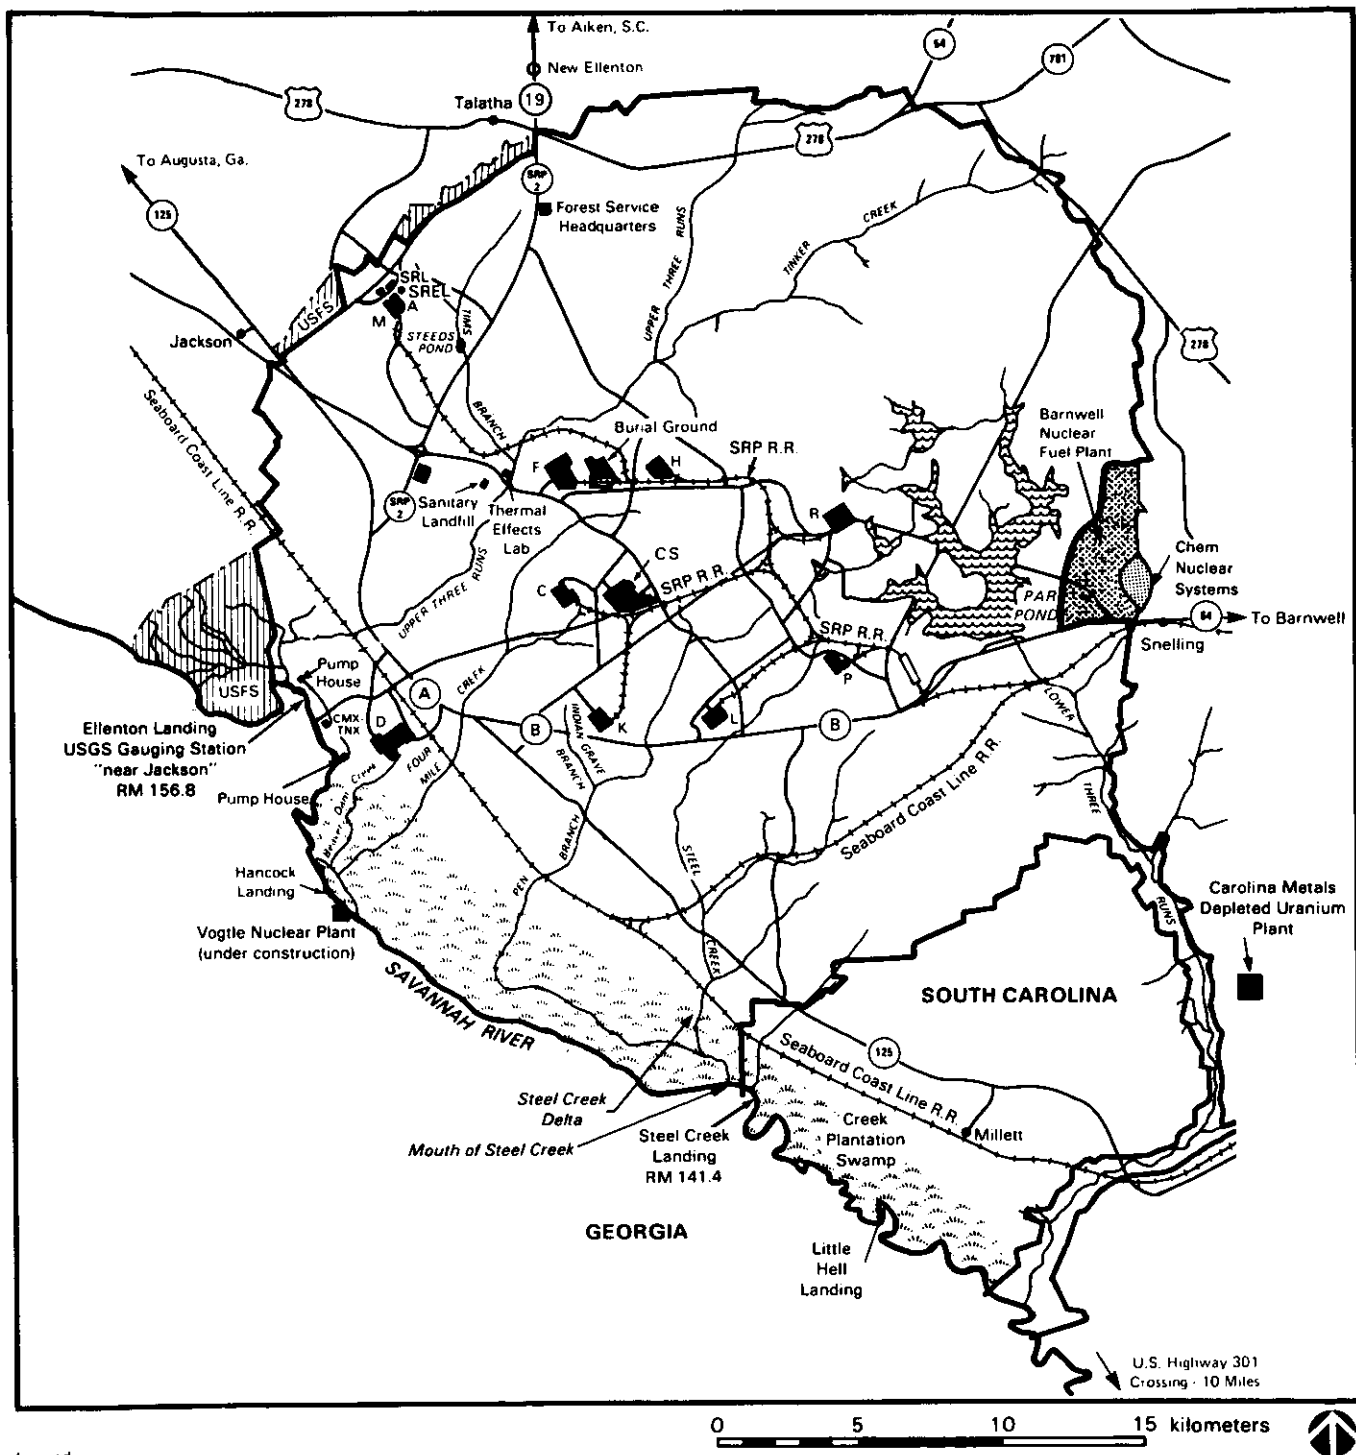 To Aiken, S.C.
New Ellenton
64
781
278
Talatha
19
278
To Augusta, Ga.
SRP
2
125
Forest Service
Headquarters
UPPER THREE RUNS
TINKER
CREEK
SRL
SREL
A
M
USFS
STEEDS
POND
TIMS
BRANCH
Jackson
278
Seaboard Coast Line R.R.
Burial Ground
Barnwell
Nuclear
Fuel Plant
SRP R.R.
F
H
SRP
2
Sanitary
Landfill
Thermal
Effects
Lab
R
CS
Chem
Nuclear
Systems
C
SRP R.R.
UPPER THREE RUNS
PAR
POND
64
To Barnwell
SRP R.R.
Snelling
Pump
House
USFS
A
CREEK
P
LOWER
Ellenton Landing
USGS Gauging Station
"near Jackson"
RM 156.8
CMX-
TNX
D
B
K
L
B
INDIAN GRAVE
BRANCH
FOUR
MILE
Pump House
Beaver Dam Creek
THREE
Seaboard Coast Line R.R.
Hancock
Landing
PEN
BRANCH
STEEL
CREEK
RUNS
Carolina Metals
Depleted Uranium
Plant
Vogtle Nuclear Plant
(under construction)
SAVANNAH RIVER
SOUTH CAROLINA
125
Seaboard Coast Line R.R.
Steel Creek
Delta
Mouth of Steel Creek
Steel Creek
Landing
RM 141.4
Creek
Plantation
Swamp
Millett
GEORGIA
Little
Hell
Landing
U.S. Highway 301
Crossing - 10 Miles
0 5 10 15 kilometers